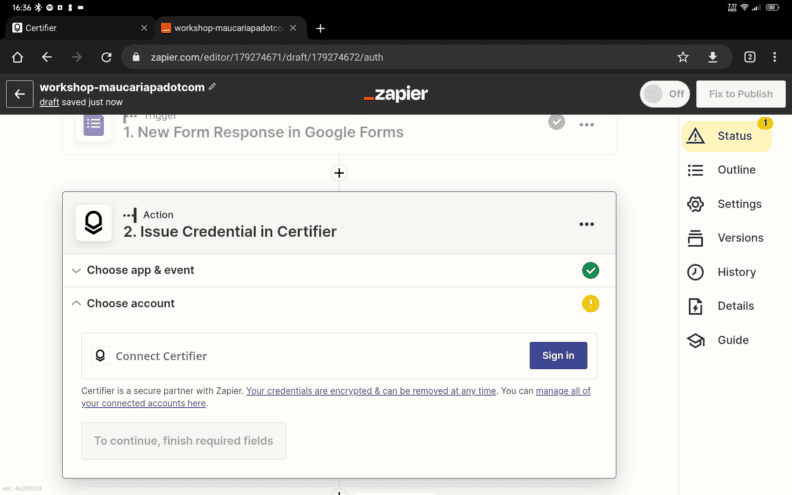 16:36
7.17 KB/S
Certifier
workshop-maucariapadotcom
zapier.com/editor/179274671/draft/179274672/auth
2
workshop-maucariapadotcom
draft saved just now
zapier
Off
Fix to Publish
Trigger
1. New Form Response in Google Forms
Action
2. Issue Credential in Certifier
Choose app & event
Choose account
Connect Certifier
Sign in
Certifier is a secure partner with Zapier. Your credentials are encrypted & can be removed at any time. You can manage all of
your connected accounts here.
To continue, finish required fields
1
Status
Outline
Settings
Versions
History
Details
Guide